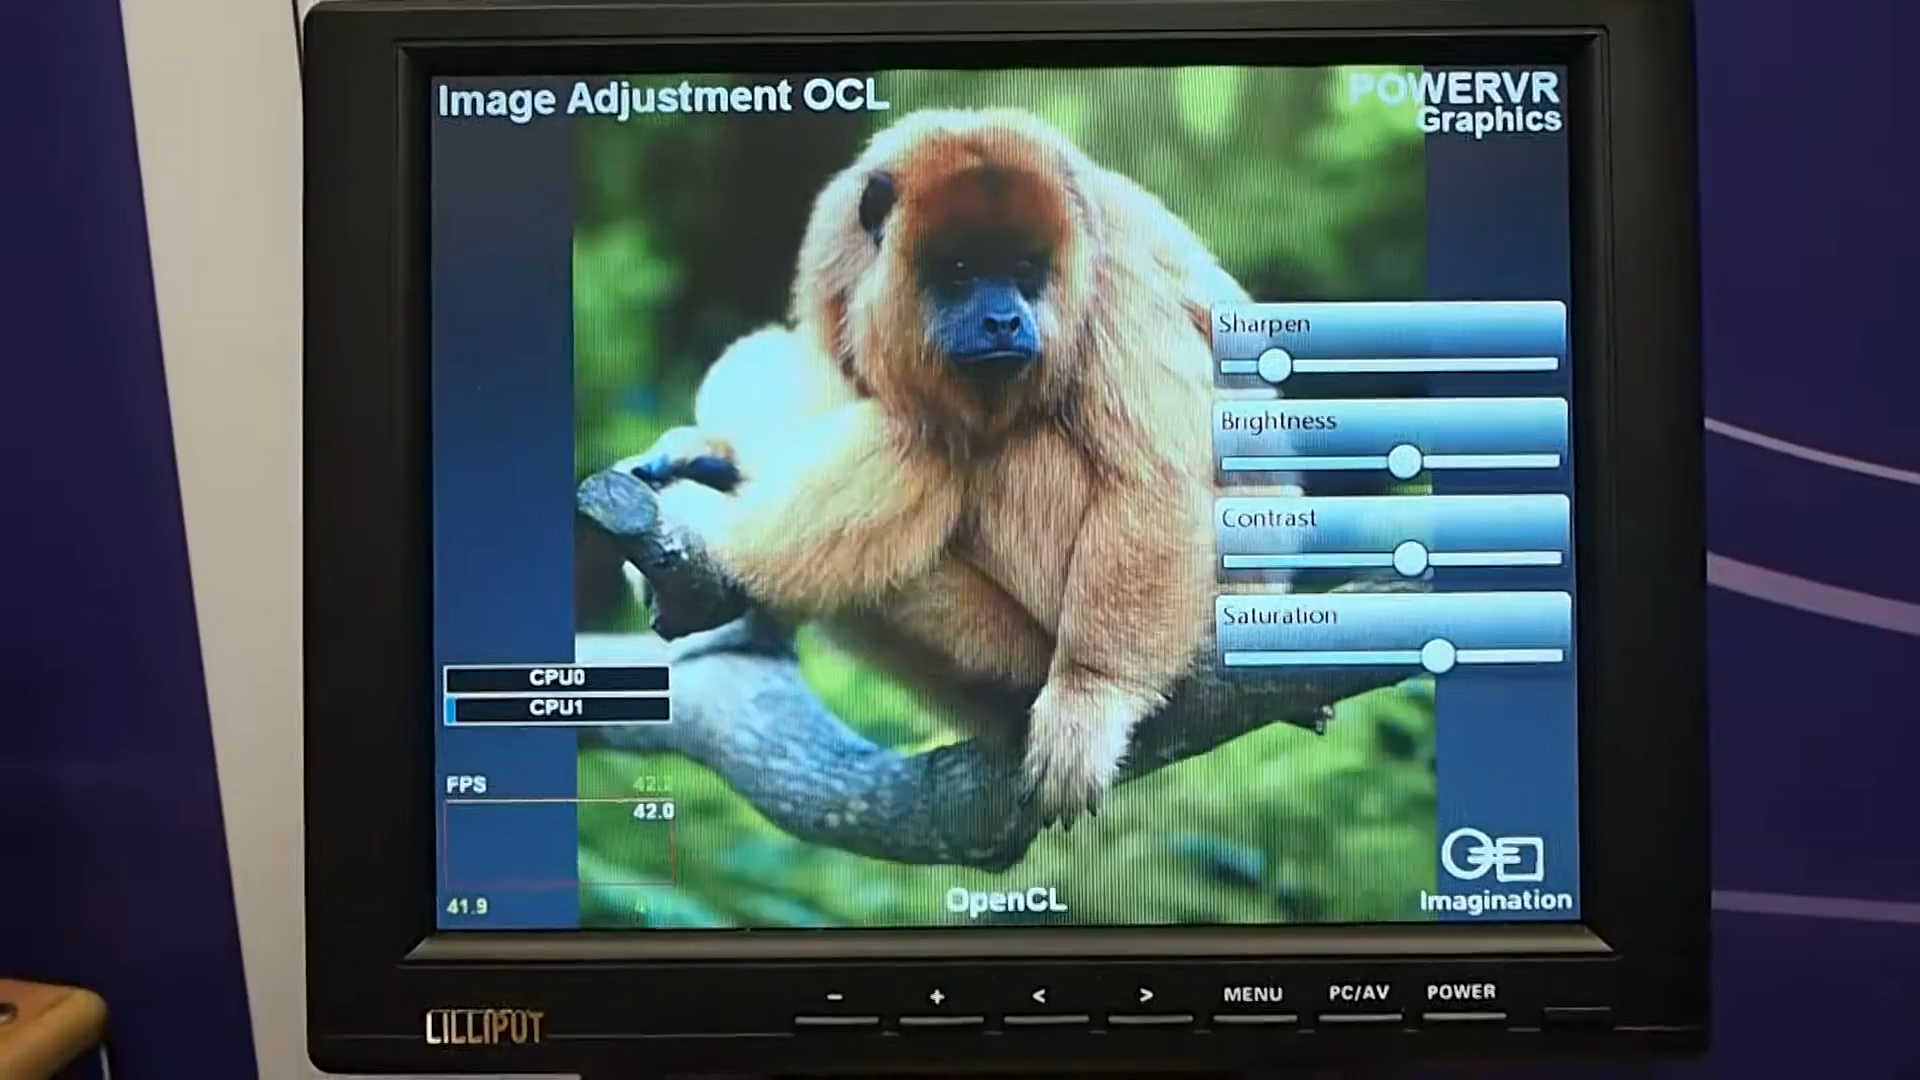 Image Adjustment OCL
POWERVR
Graphics
Sharpen
Brightness
Contrast
Saturation
CPU0
CPU1
FPS
42.0
41.9
OpenCL
Imagination
- + < > MENU PC/AV POWER
LILLIPUT